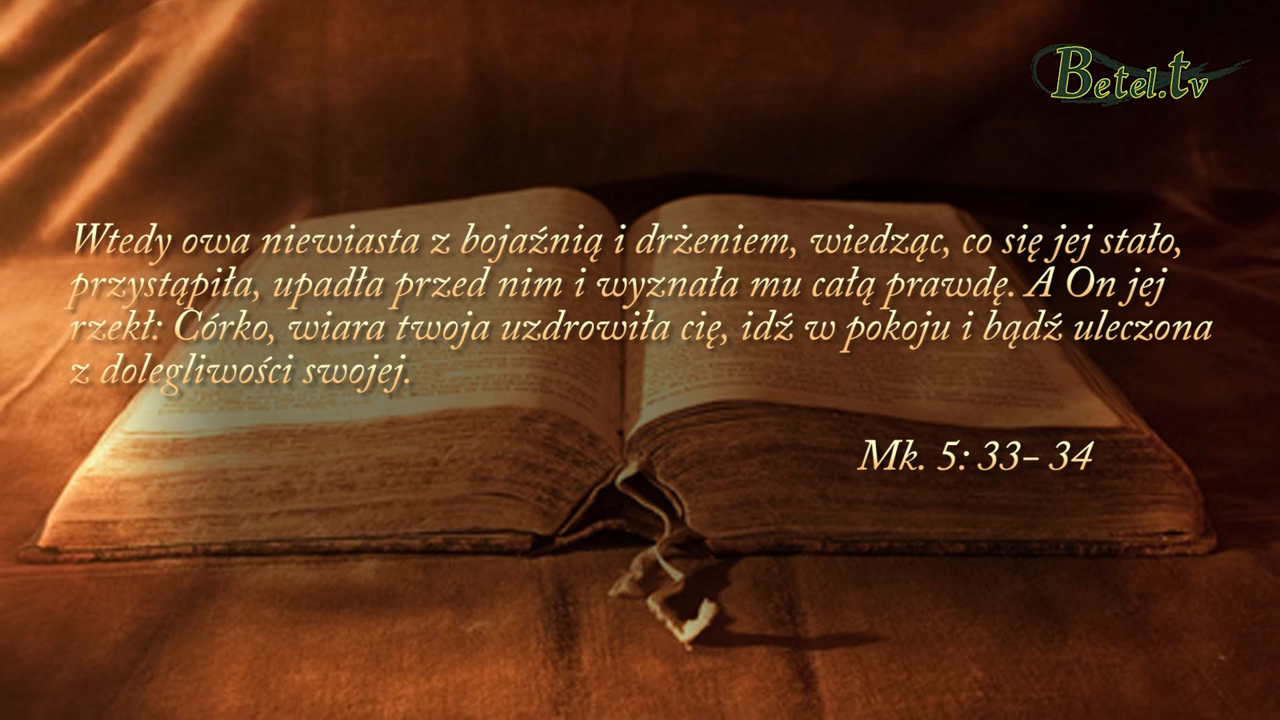 Betel.tv
Wtedy owa niewiasta z bojaźnią i drżeniem, wiedząc, co się jej stało,
przystąpiła, upadła przed nim i wyznała mu całą prawdę. A On jej
rzekł: Córko, wiara twoja uzdrowiła cię, idź w pokoju i bądź uleczona
z dolegliwości swojej.
Mk. 5: 33- 34